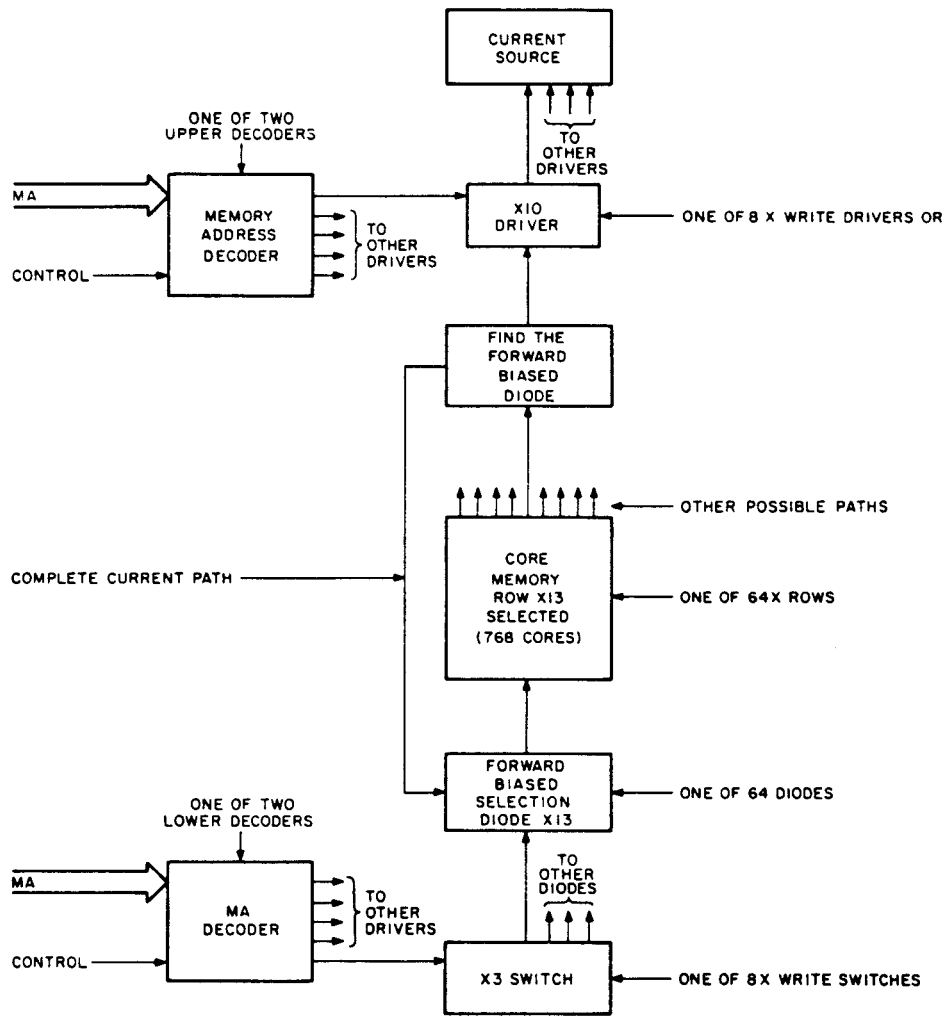 CURRENT
SOURCE
ONE OF TWO
UPPER DECODERS
TO
OTHER
DRIVERS
MA
MEMORY
ADDRESS
DECODER
TO
OTHER
DRIVERS
X10
DRIVER
ONE OF 8 X WRITE DRIVERS OR
CONTROL
FIND THE
FORWARD
BIASED
DIODE
OTHER POSSIBLE PATHS
COMPLETE CURRENT PATH
CORE
MEMORY
ROW X13
SELECTED
(768 CORES)
ONE OF 64X ROWS
FORWARD
BIASED
SELECTION
DIODE X13
ONE OF 64 DIODES
ONE OF TWO
LOWER DECODERS
MA
MA
DECODER
TO
OTHER
DRIVERS
TO
OTHER
DIODES
CONTROL
X3 SWITCH
ONE OF 8X WRITE SWITCHES